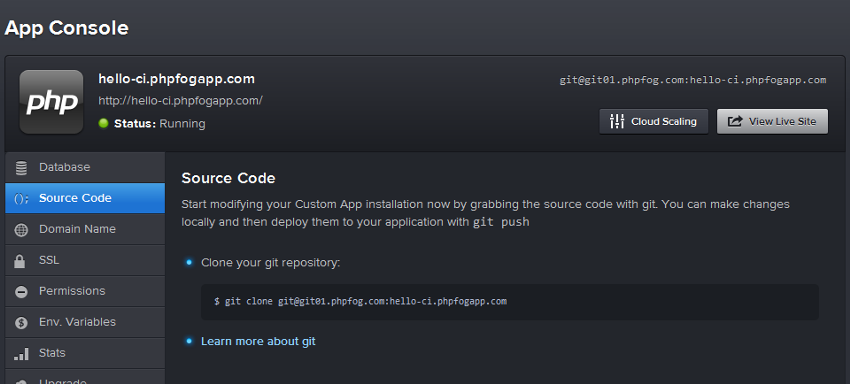 App Console
php
hello-ci.phpfogapp.com
http://hello-ci.phpfogapp.com/
Status: Running
git@git01.phpfog.com:hello-ci.phpfogapp.com
Cloud Scaling
View Live Site
Database
(); Source Code
Domain Name
SSL
Permissions
Env. Variables
Stats
Upgrade
Source Code
Start modifying your Custom App installation now by grabbing the source code with git. You can make changes
locally and then deploy them to your application with git push
Clone your git repository:
$ git clone git@git01.phpfog.com:hello-ci.phpfogapp.com
Learn more about git